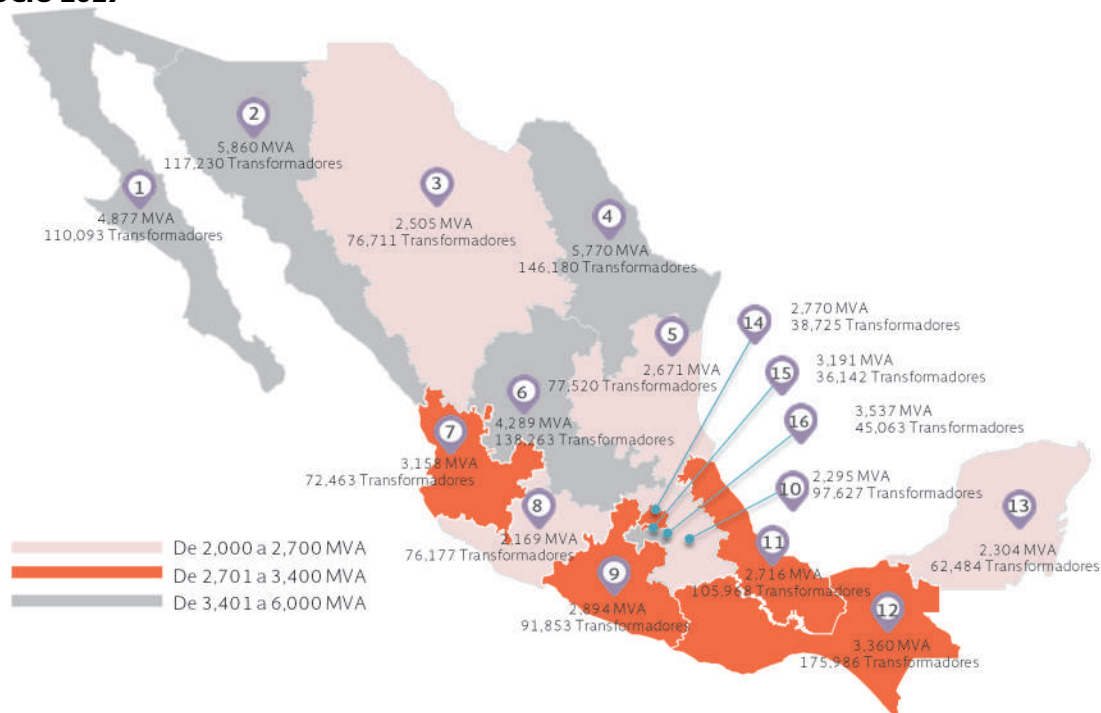 2
5,860 MVA
117,230 Transformadores
1
4,877 MVA
110,093 Transformadores
3
2,505 MVA
76,711 Transformadores
4
5,770 MVA
146,180 Transformadores
5
2,671 MVA
77,520 Transformadores
14
2,770 MVA
38,725 Transformadores
15
3,191 MVA
36,142 Transformadores
16
3,537 MVA
45,063 Transformadores
6
4,289 MVA
138,263 Transformadores
7
3,158 MVA
72,463 Transformadores
10
2,295 MVA
97,627 Transformadores
8
2,169 MVA
76,177 Transformadores
13
2,304 MVA
62,484 Transformadores
11
2,716 MVA
105,968 Transformadores
9
2,894 MVA
91,853 Transformadores
12
3,360 MVA
175,986 Transformadores
De 2,000 a 2,700 MVA
De 2,701 a 3,400 MVA
De 3,401 a 6,000 MVA